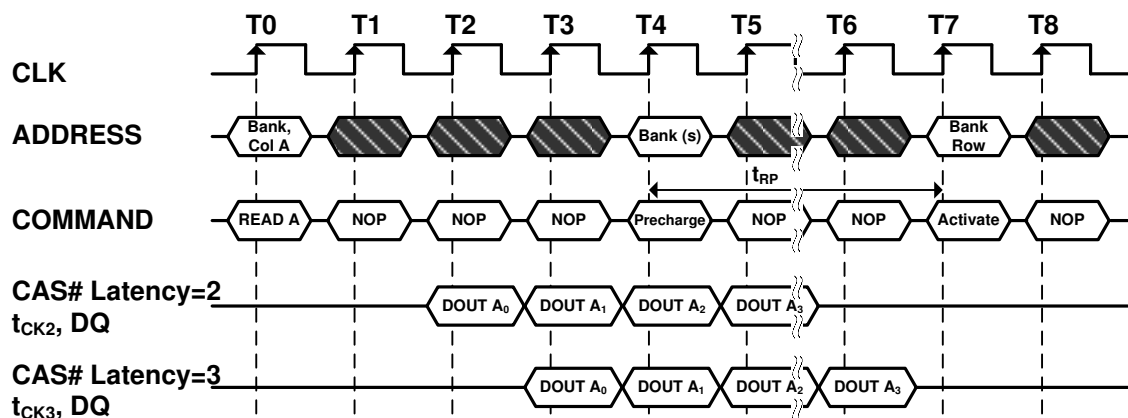 T0 T1 T2 T3 T4 T5 T6 T7 T8
CLK
ADDRESS
Bank,
Col A
Bank (s)
Bank
Row
tRP
COMMAND
READ A NOP NOP NOP Precharge NOP NOP Activate NOP
CAS# Latency=2
tCK2, DQ
DOUT A0 DOUT A1 DOUT A2 DOUT A3
CAS# Latency=3
tCK3, DQ
DOUT A0 DOUT A1 DOUT A2 DOUT A3